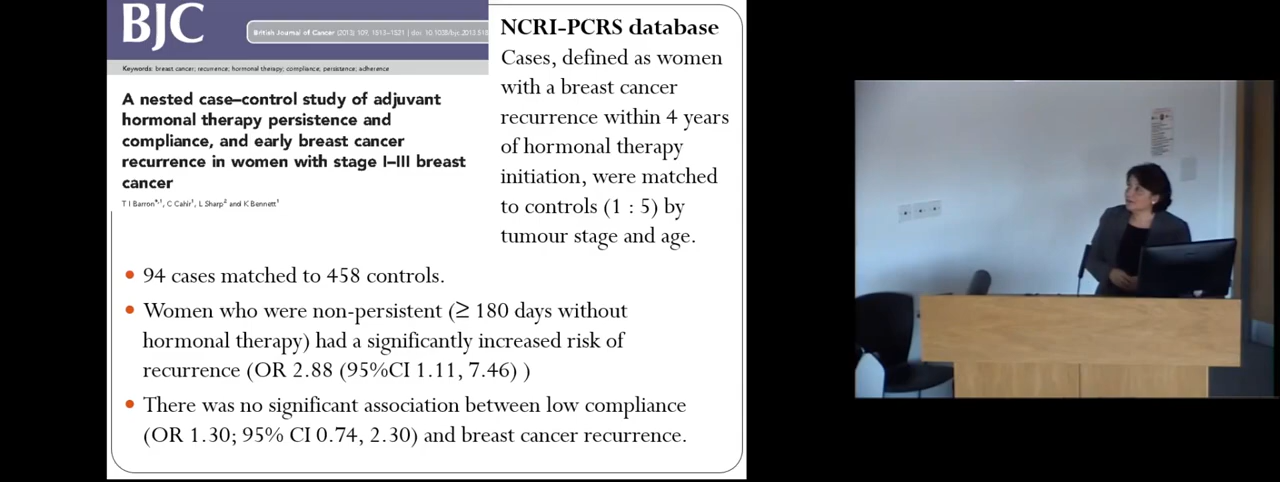 BJC
British Journal of Cancer (2013) 109, 1513–1521 | doi: 10.1038/bjc.2013.518
Keywords: breast cancer; recurrence; hormonal therapy; compliance; persistence; adherence
A nested case–control study of adjuvant
hormonal therapy persistence and
compliance, and early breast cancer
recurrence in women with stage I–III breast
cancer
T I Barron*,1, C Cahir1, L Sharp2 and K Bennett1
NCRI-PCRS database
Cases, defined as women
with a breast cancer
recurrence within 4 years
of hormonal therapy
initiation, were matched
to controls (1 : 5) by
tumour stage and age.
• 94 cases matched to 458 controls.
• Women who were non-persistent (≥ 180 days without
hormonal therapy) had a significantly increased risk of
recurrence (OR 2.88 (95%CI 1.11, 7.46) )
• There was no significant association between low compliance
(OR 1.30; 95% CI 0.74, 2.30) and breast cancer recurrence.